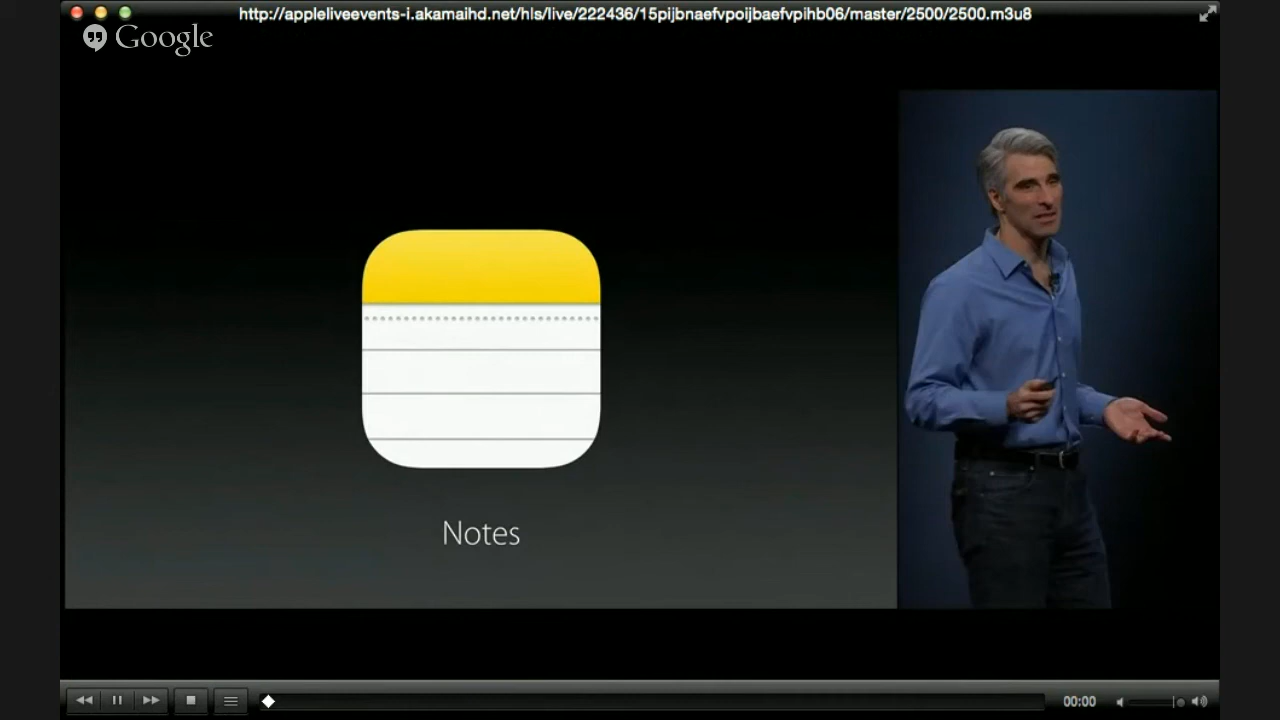 http://appleliveevents-i.akamaihd.net/hls/live/222436/15pijbnaefvpoijbaefvpihb06/master/2500/2500.m3u8
Google
Notes
00:00